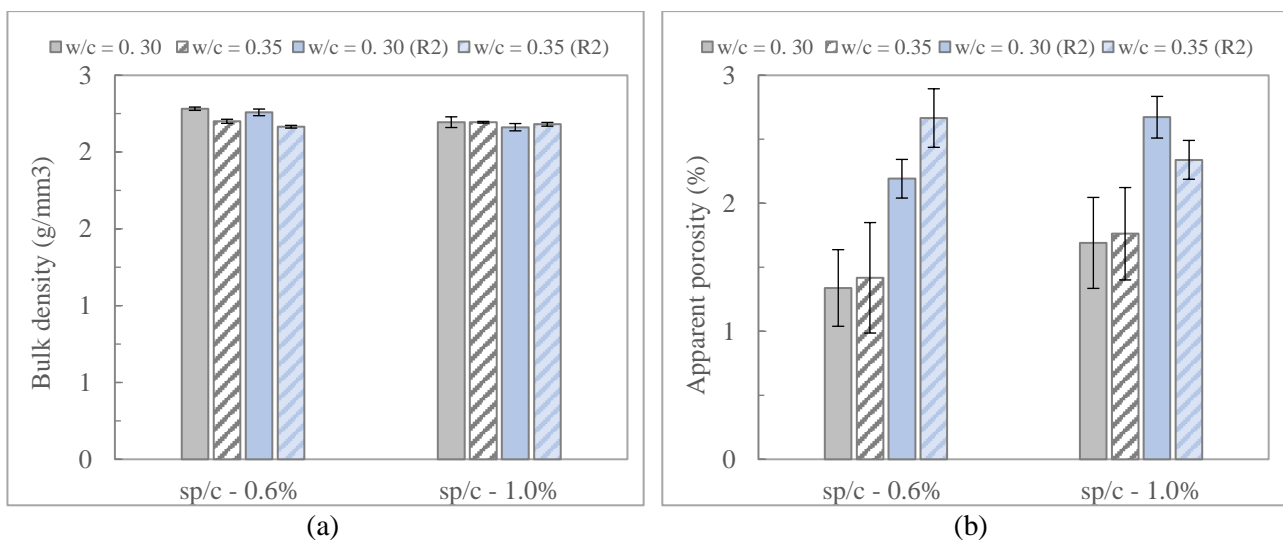 w/c = 0. 30 w/c = 0.35 w/c = 0. 30 (R2) w/c = 0.35 (R2)
3
2
2
1
1
0
Bulk density (g/mm3)
sp/c - 0.6% sp/c - 1.0%
(a)
w/c = 0. 30 w/c = 0.35 w/c = 0. 30 (R2) w/c = 0.35 (R2)
3
2
1
0
Apparent porosity (%)
sp/c - 0.6% sp/c - 1.0%
(b)